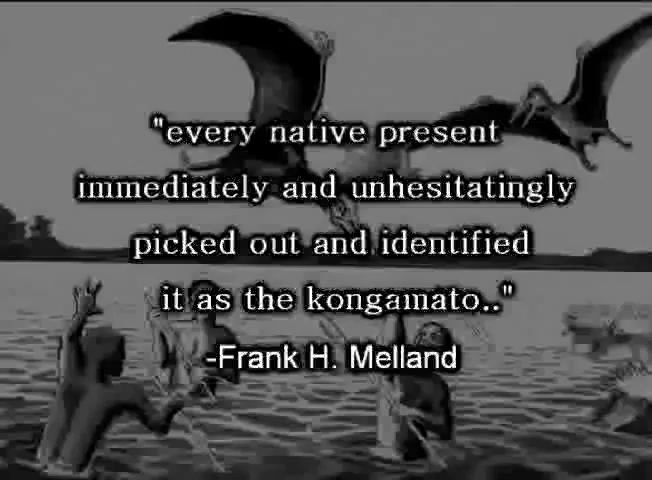 "every native present
immediately and unhesitatingly
picked out and identified
it as the kongamato.."
-Frank H. Melland